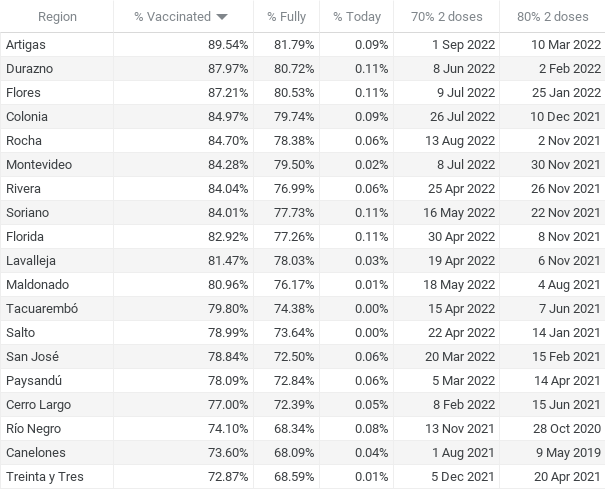 Region % Vaccinated % Fully % Today 70% 2 doses 80% 2 doses
Artigas 89.54% 81.79% 0.09% 1 Sep 2022 10 Mar 2022
Durazno 87.97% 80.72% 0.11% 8 Jun 2022 2 Feb 2022
Flores 87.21% 80.53% 0.11% 9 Jul 2022 25 Jan 2022
Colonia 84.97% 79.74% 0.09% 26 Jul 2022 10 Dec 2021
Rocha 84.70% 78.38% 0.06% 13 Aug 2022 2 Nov 2021
Montevideo 84.28% 79.50% 0.02% 8 Jul 2022 30 Nov 2021
Rivera 84.04% 76.99% 0.06% 25 Apr 2022 26 Nov 2021
Soriano 84.01% 77.73% 0.11% 16 May 2022 22 Nov 2021
Florida 82.92% 77.26% 0.11% 30 Apr 2022 8 Nov 2021
Lavalleja 81.47% 78.03% 0.03% 19 Apr 2022 6 Nov 2021
Maldonado 80.96% 76.17% 0.01% 18 May 2022 4 Aug 2021
Tacuarembó 79.80% 74.38% 0.00% 15 Apr 2022 7 Jun 2021
Salto 78.99% 73.64% 0.00% 22 Apr 2022 14 Jan 2021
San José 78.84% 72.50% 0.06% 20 Mar 2022 15 Feb 2021
Paysandú 78.09% 72.84% 0.06% 5 Mar 2022 14 Apr 2021
Cerro Largo 77.00% 72.39% 0.05% 8 Feb 2022 15 Jun 2021
Río Negro 74.10% 68.34% 0.08% 13 Nov 2021 28 Oct 2020
Canelones 73.60% 68.09% 0.04% 1 Aug 2021 9 May 2019
Treinta y Tres 72.87% 68.59% 0.01% 5 Dec 2021 20 Apr 2021